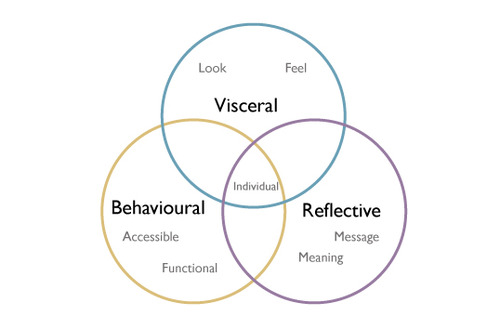 Look Feel
Visceral
Individual
Behavioural Reflective
Accessible Message
Meaning
Functional